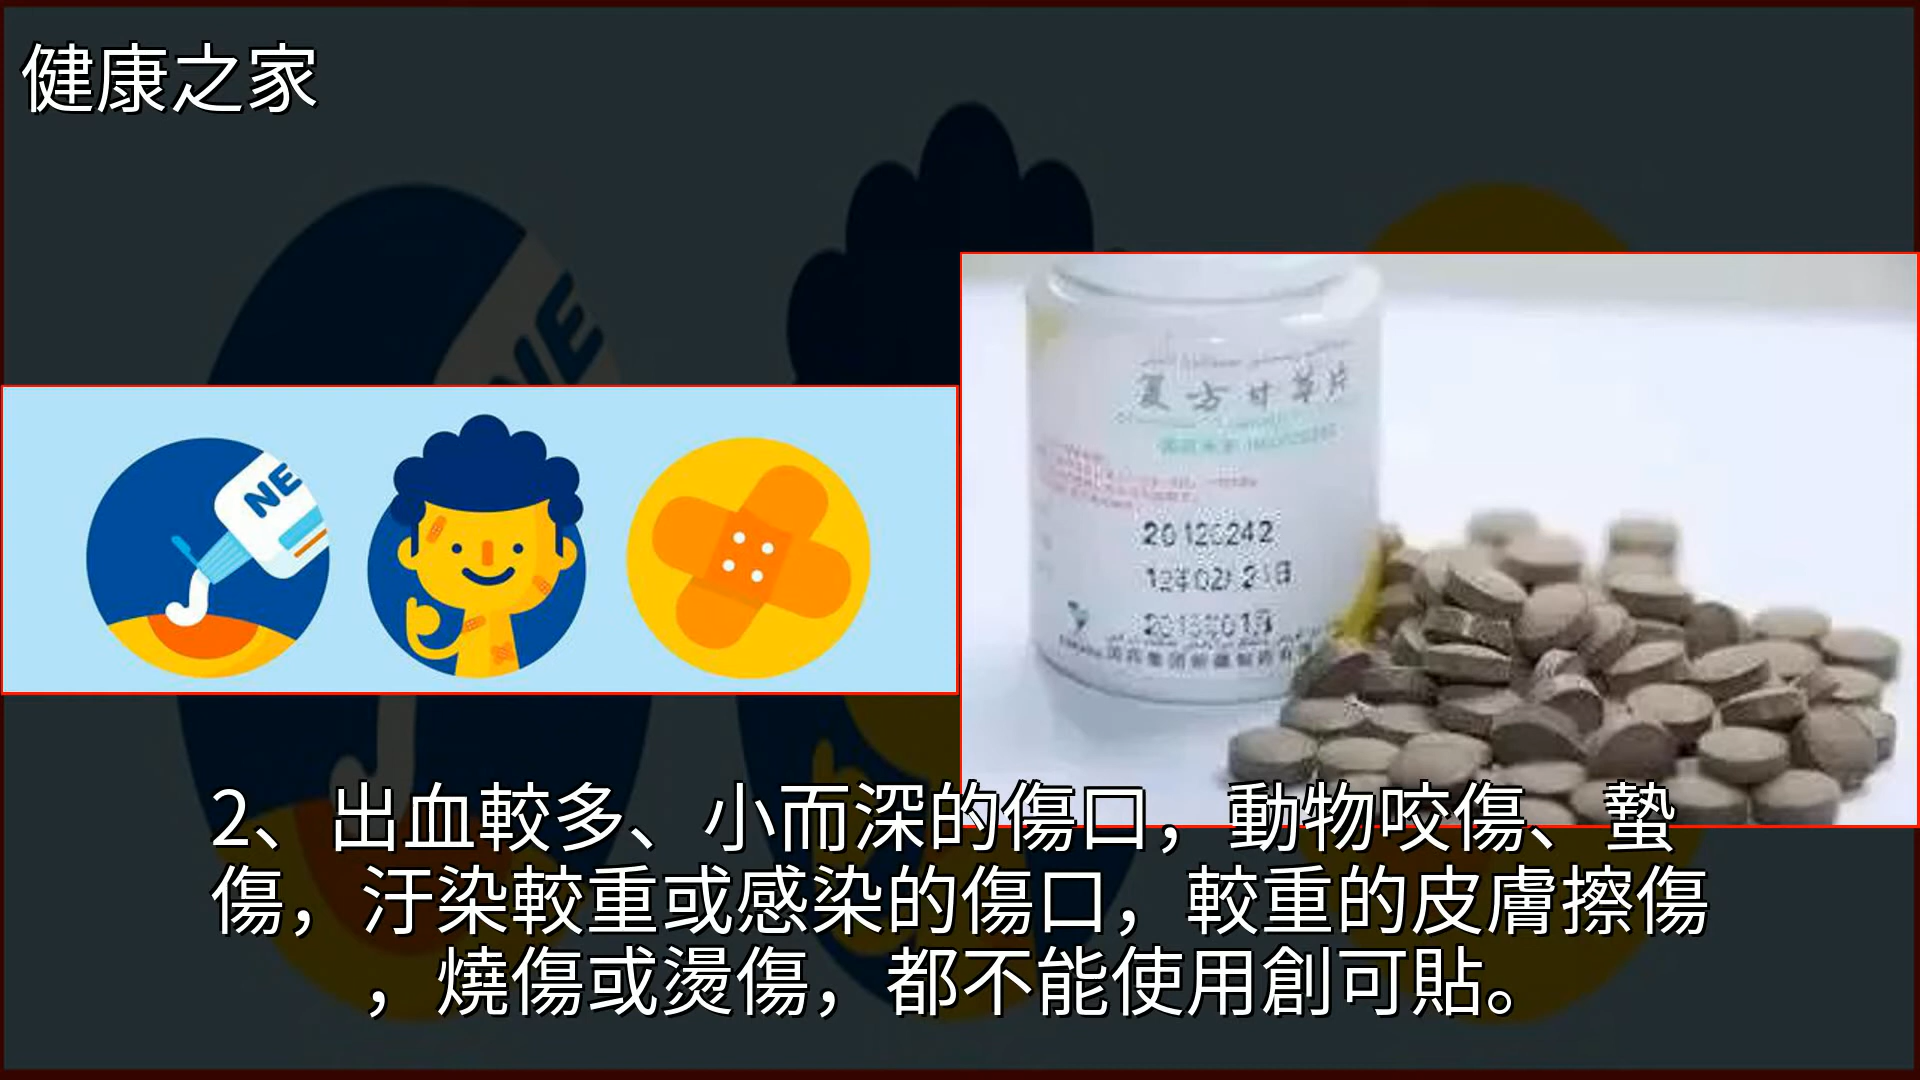 健康之家
NE
NE
复方甘草片
20120242
2、出血較多、小而深的傷口，動物咬傷、蟄
傷，汙染較重或感染的傷口，較重的皮膚擦傷
，燒傷或燙傷，都不能使用創可貼。